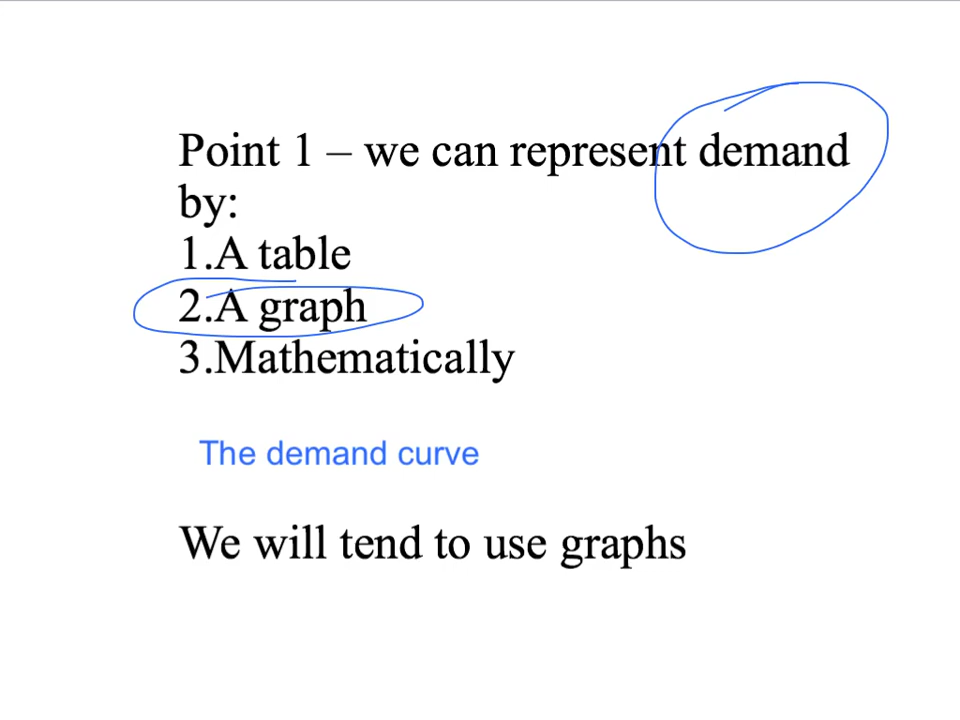 Point 1 – we can represent demand
by:
1.A table
2.A graph
3.Mathematically
The demand curve
We will tend to use graphs